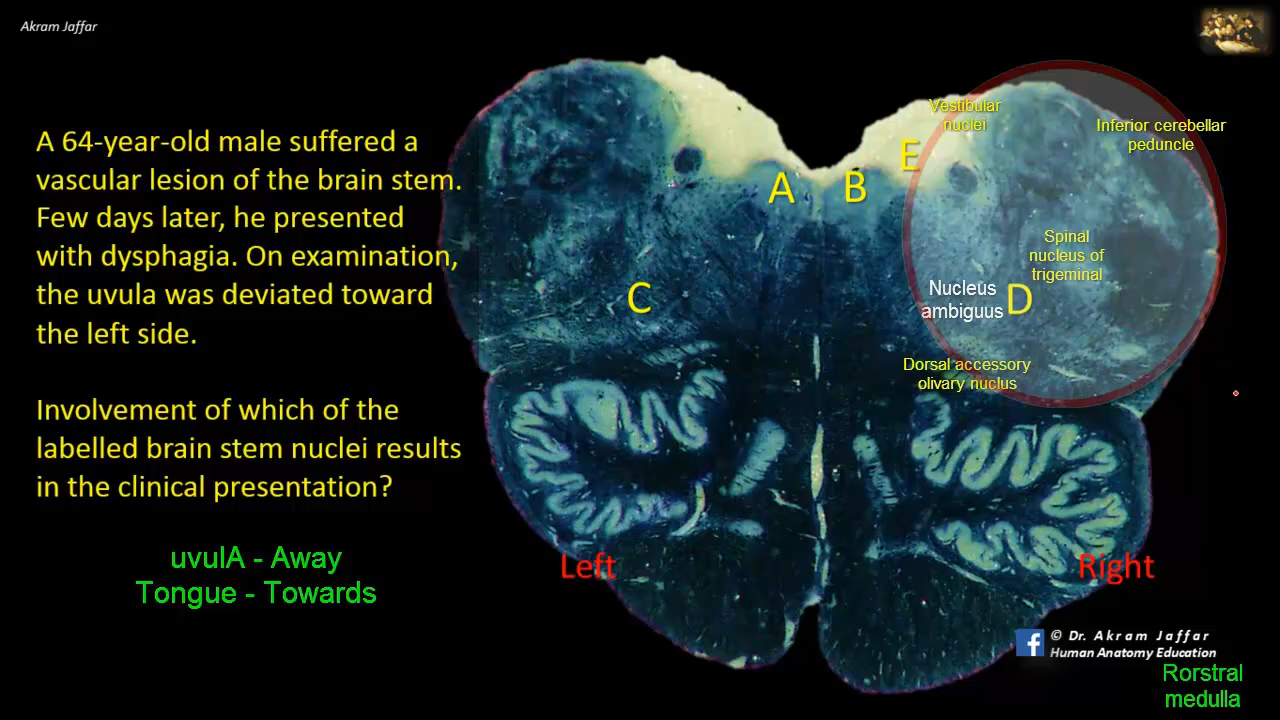 Akram Jaffar
A 64-year-old male suffered a
vascular lesion of the brain stem.
Few days later, he presented
with dysphagia. On examination,
the uvula was deviated toward
the left side.
Involvement of which of the
labelled brain stem nuclei results
in the clinical presentation?
uvulA - Away
Tongue - Towards
Vestibular
nuclei
Inferior cerebellar
peduncle
A
B
E
Spinal
nucleus of
trigeminal
C
Nucleus
ambiguus
D
Dorsal accessory
olivary nuclus
Left
Right
f
© Dr. Akram Jaffar
Human Anatomy Education
Rorstral
medulla